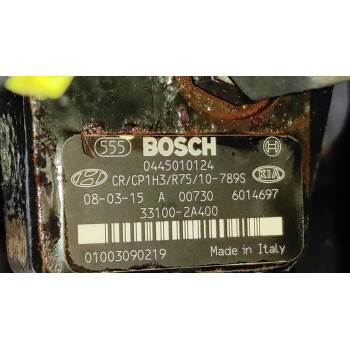 555 BOSCH
0445010124
CR/CP1H3/R75/10-789S KIA
08-03-15 A 00730 6014697
33100-2A400
01003090219 Made in Italy